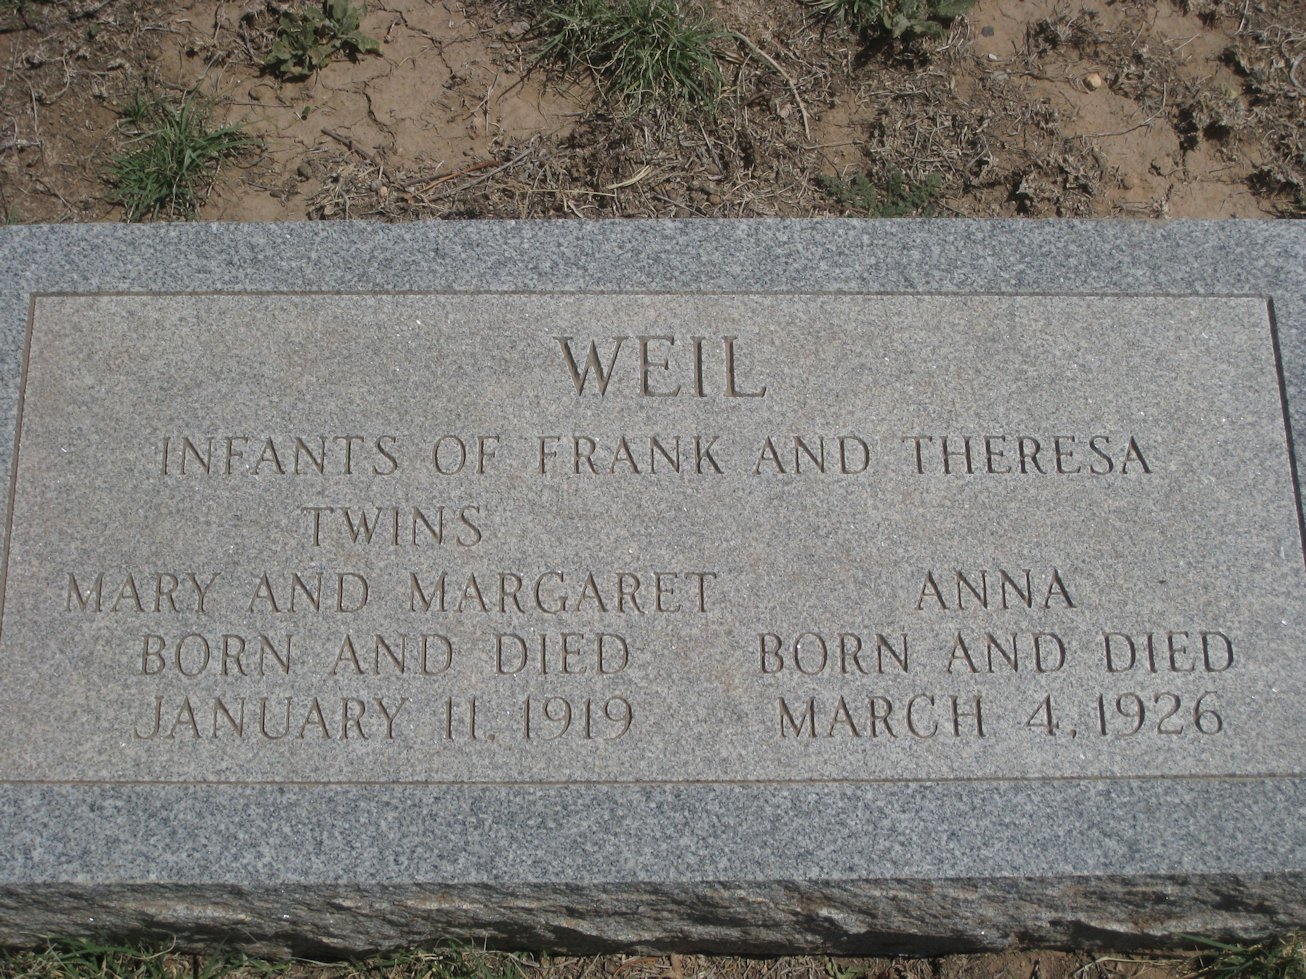 WEIL
INFANTS OF FRANK AND THERESA
TWINS
MARY AND MARGARET
BORN AND DIED
JANUARY 11, 1919
ANNA
BORN AND DIED
MARCH 4, 1926